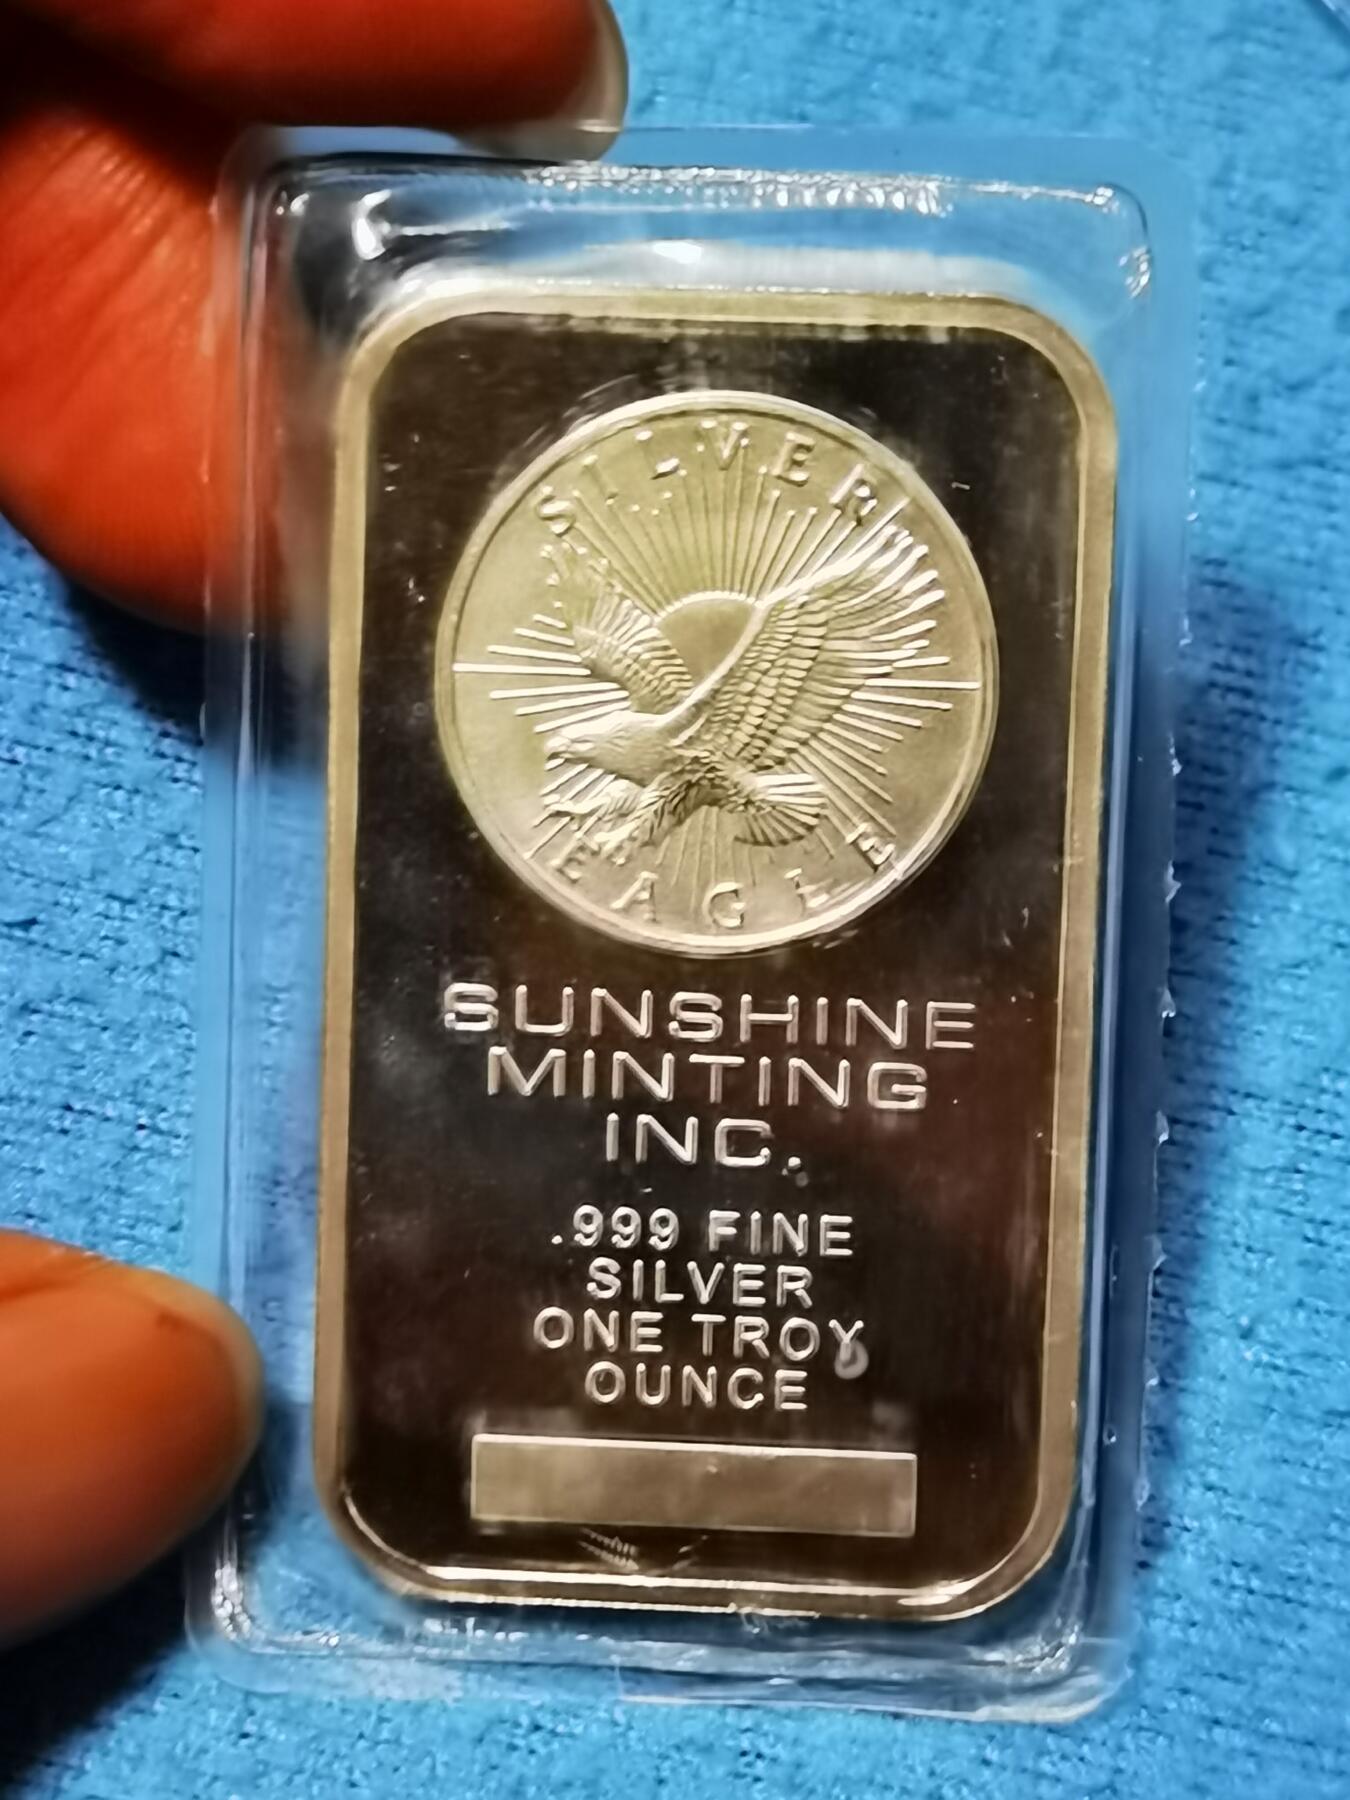 SILVER
EAGLE
SUNSHINE
MINTING
INC.
.999 FINE
SILVER
ONE TROY
OUNCE